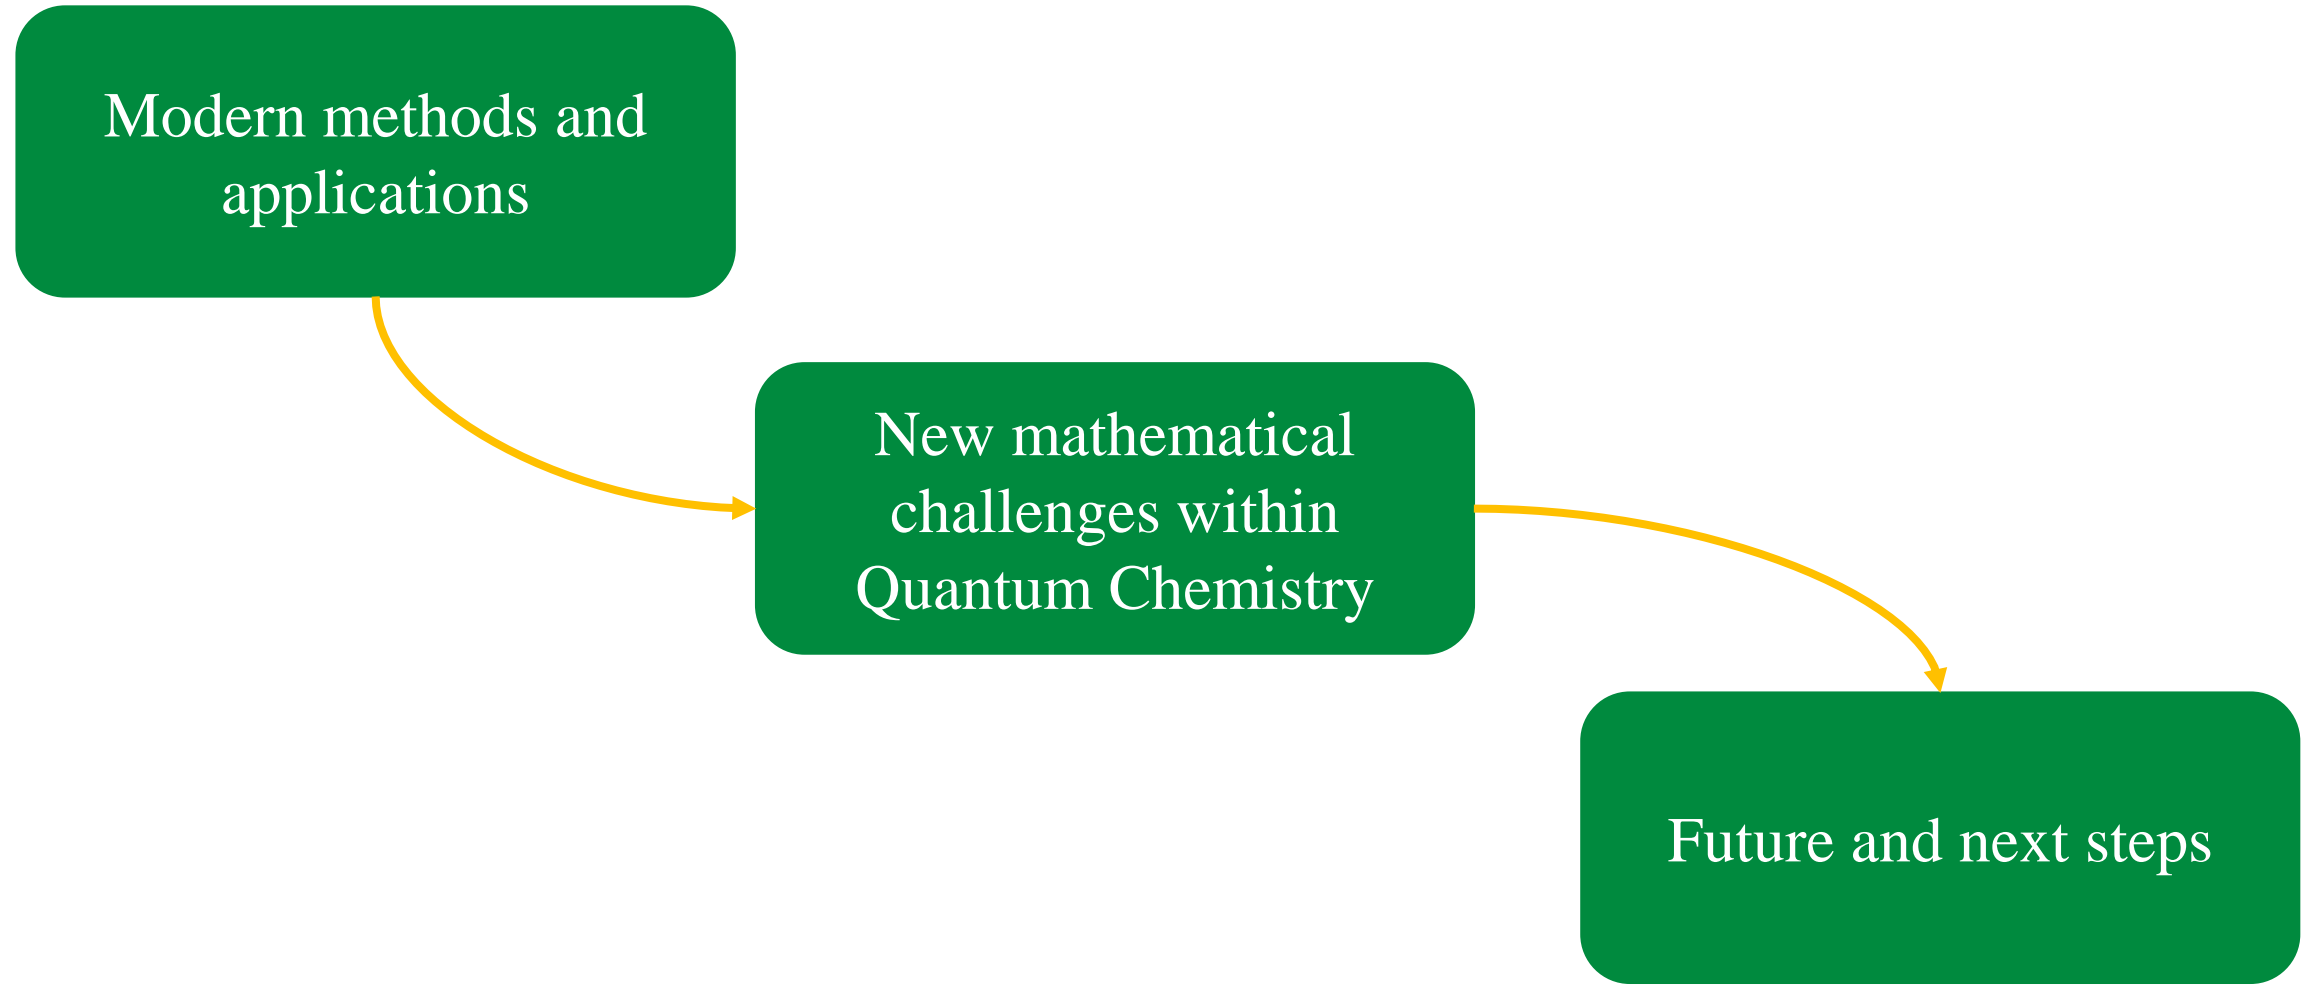 Modern methods and
applications
New mathematical
challenges within
Quantum Chemistry
Future and next steps